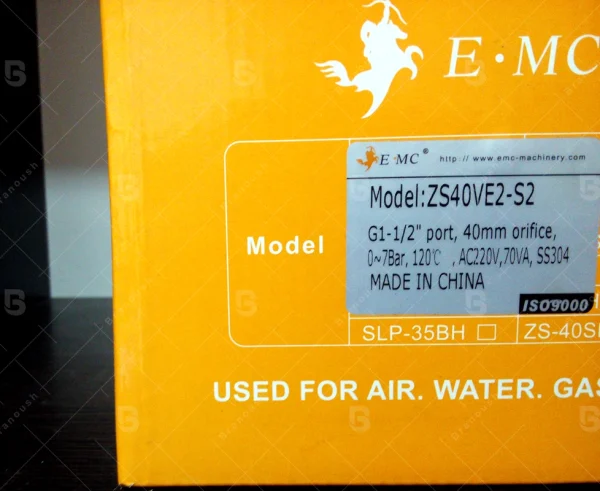 E·MC
E·MC® http://www.emc-machinery.com
Model:ZS40VE2-S2
G1-1/2" port, 40mm orifice,
0~7Bar, 120℃ , AC220V,70VA, SS304
MADE IN CHINA
ISO9000
Model
SLP-35BH
USED FOR AIR. WATER.
Branoush